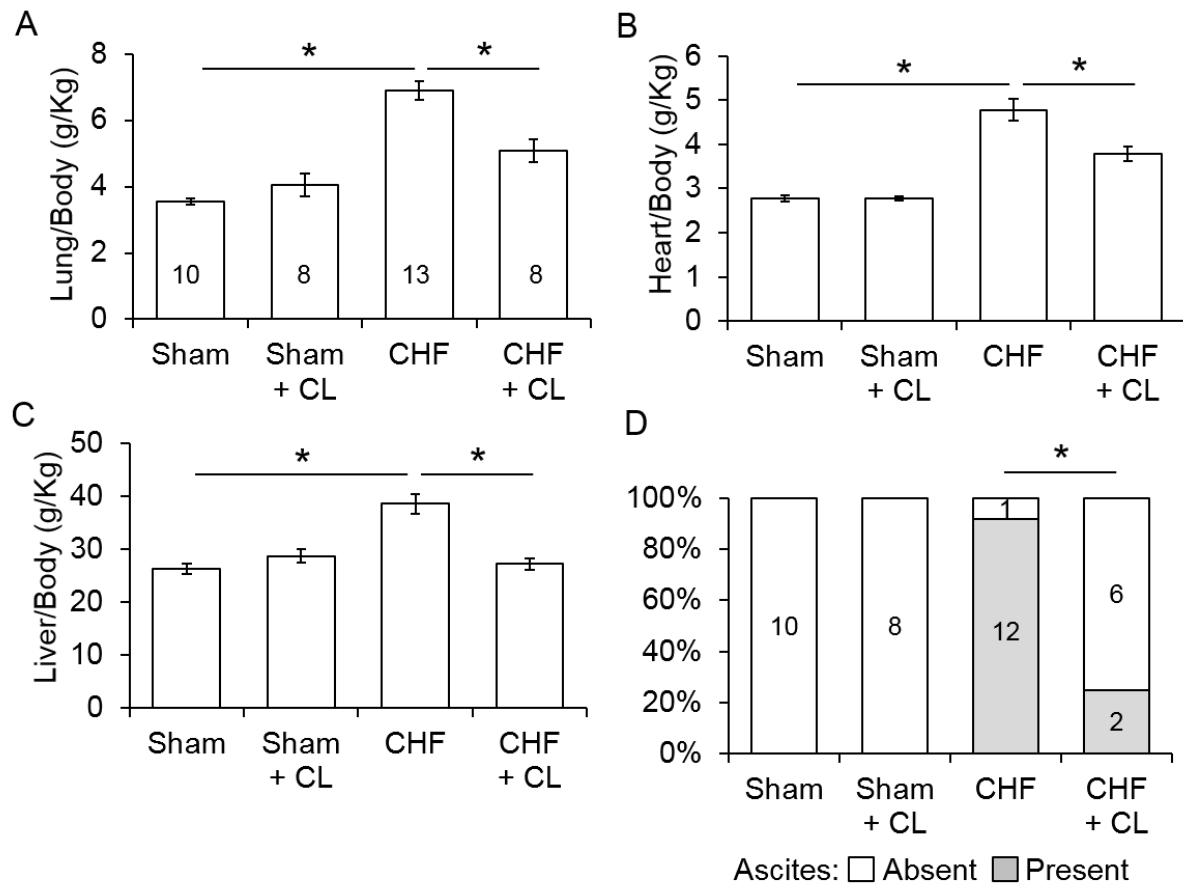 A
Lung/Body (g/Kg)
8
6
4
2
0
*
*
10
8
13
8
Sham
Sham
+ CL
CHF
CHF
+ CL
B
Heart/Body (g/Kg)
6
5
4
3
2
1
0
*
*
Sham
Sham
+ CL
CHF
CHF
+ CL
C
Liver/Body (g/Kg)
50
40
30
20
10
0
*
*
Sham
Sham
+ CL
CHF
CHF
+ CL
D
100%
80%
60%
40%
20%
0%
*
10
8
1
12
6
2
Sham
Sham
+ CL
CHF
CHF
+ CL
Ascites: Absent Present